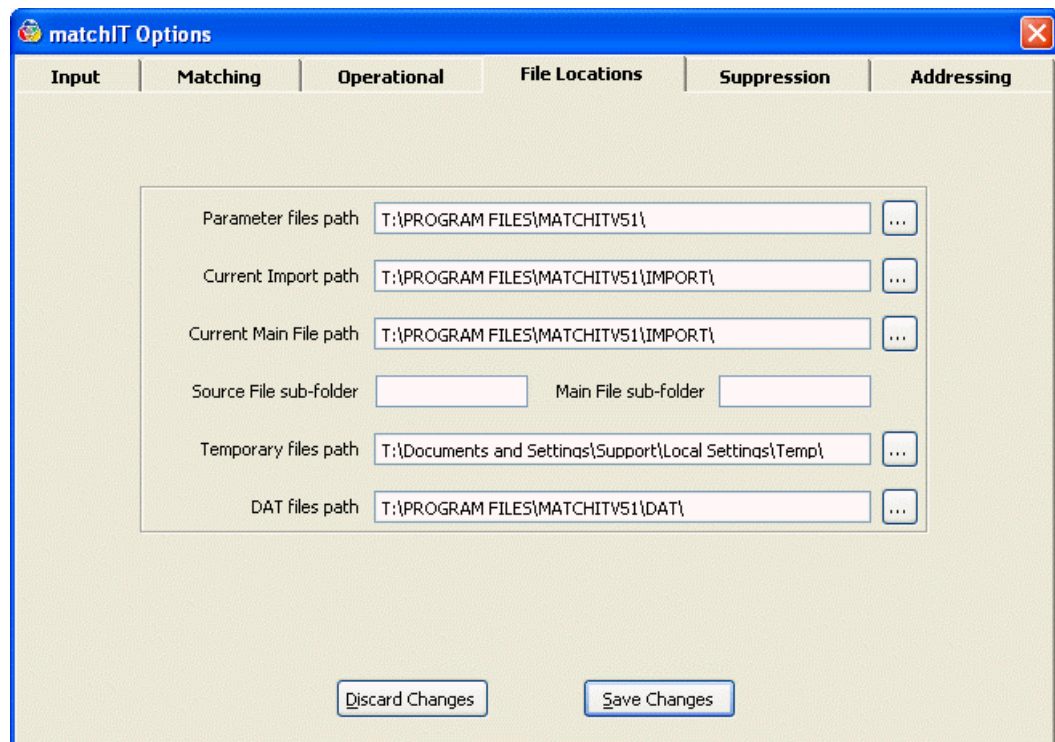 matchIT Options
Input Matching Operational File Locations Suppression Addressing
Parameter files path T:\PROGRAM FILES\MATCHITV51\ ...
Current Import path T:\PROGRAM FILES\MATCHITV51\IMPORT\ ...
Current Main File path T:\PROGRAM FILES\MATCHITV51\IMPORT\ ...
Source File sub-folder Main File sub-folder
Temporary files path T:\Documents and Settings\Support\Local Settings\Temp\ ...
DAT files path T:\PROGRAM FILES\MATCHITV51\DAT\ ...
Discard Changes Save Changes